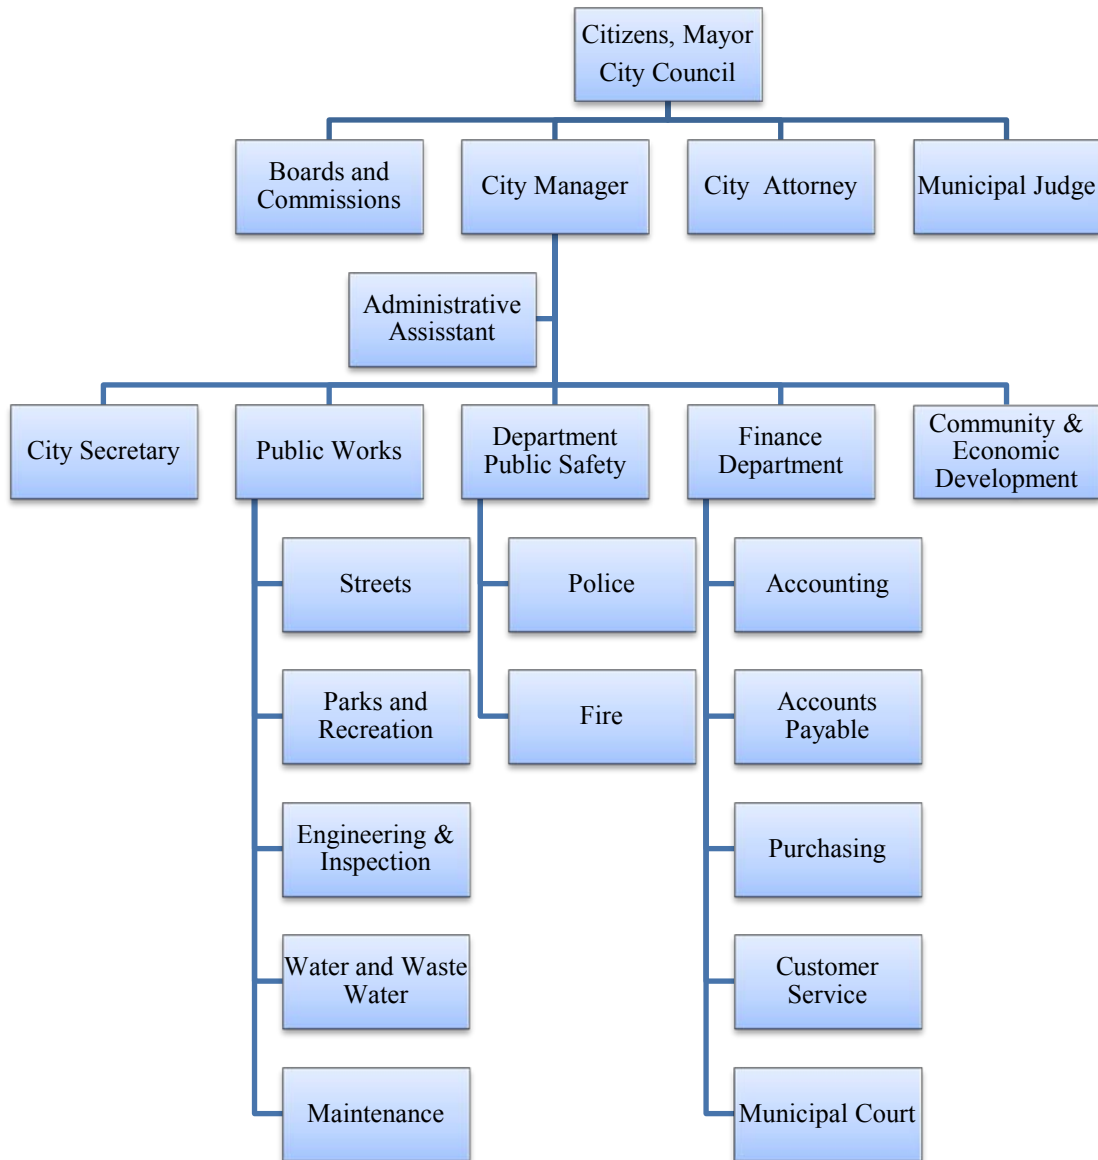 Citizens, Mayor
City Council
Boards and
Commissions
City Manager
City Attorney
Municipal Judge
Administrative
Assisstant
City Secretary
Public Works
Department
Public Safety
Finance
Department
Community &
Economic
Development
Streets
Police
Accounting
Parks and
Recreation
Fire
Accounts
Payable
Engineering &
Inspection
Purchasing
Water and Waste
Water
Customer
Service
Maintenance
Municipal Court